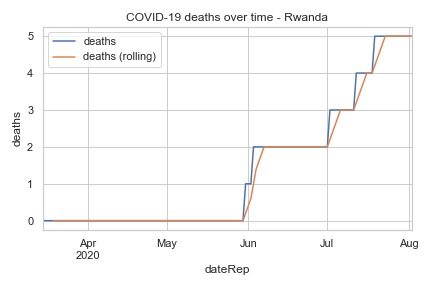 COVID-19 deaths over time - Rwanda
deaths
deaths (rolling)
5
4
3
2
1
0
deaths
Apr May Jun Jul Aug
2020
dateRep